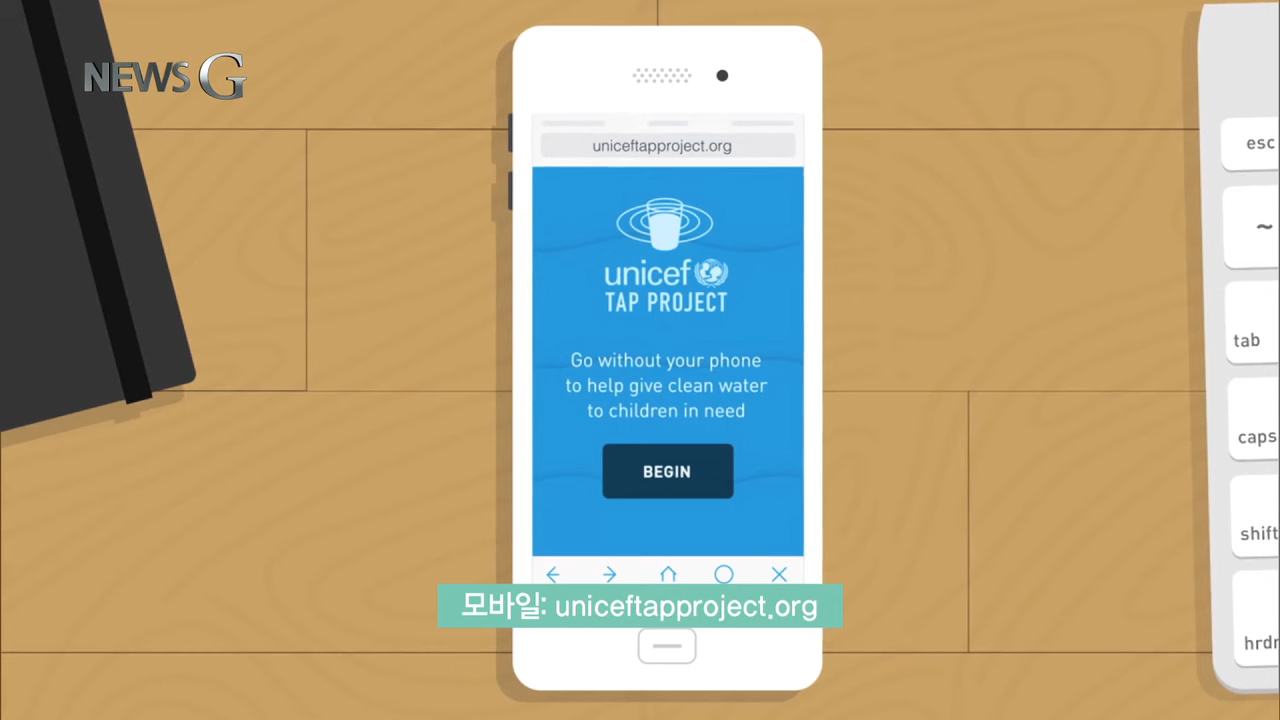 NEWS G
uniceftapproject.org
unicef
TAP PROJECT
Go without your phone
to help give clean water
to children in need
BEGIN
모바일: uniceftapproject.org
esc
~
tab
caps
shift
hrdr